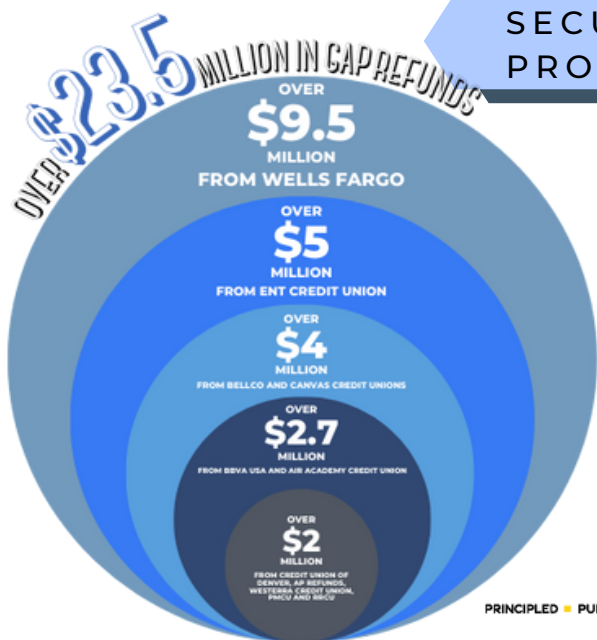 SECU
PRO
OVER $23.5 MILLION IN GAP REFUNDS
OVER
$9.5
MILLION
FROM WELLS FARGO
OVER
$5
MILLION
FROM ENT CREDIT UNION
OVER
$4
MILLION
FROM BELLCO AND CANVAS CREDIT UNIONS
OVER
$2.7
MILLION
FROM BBVA USA AND AIR ACADEMY CREDIT UNION
OVER
$2
MILLION
FROM CREDIT UNION OF
DENVER, AP REFUNDS,
WESTERRA CREDIT UNION,
PMCU AND RRCU
PRINCIPLED PU